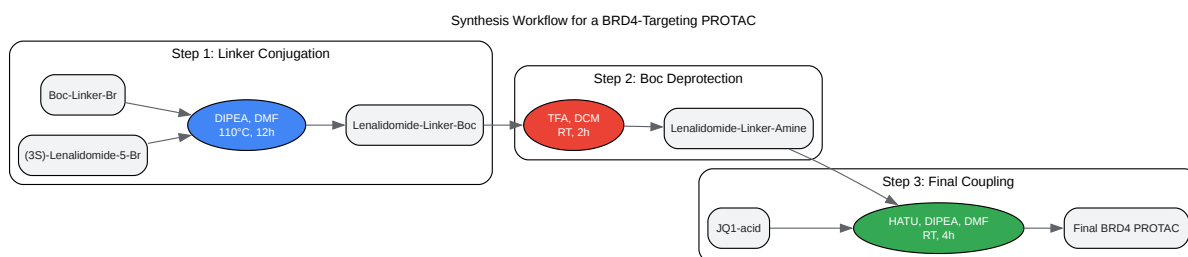 Synthesis Workflow for a BRD4-Targeting PROTAC
Step 1: Linker Conjugation
Boc-Linker-Br
(3S)-Lenalidomide-5-Br
DIPEA, DMF
110°C, 12h
Lenalidomide-Linker-Boc
Step 2: Boc Deprotection
TFA, DCM
RT, 2h
Lenalidomide-Linker-Amine
Step 3: Final Coupling
JQ1-acid
HATU, DIPEA, DMF
RT, 4h
Final BRD4 PROTAC